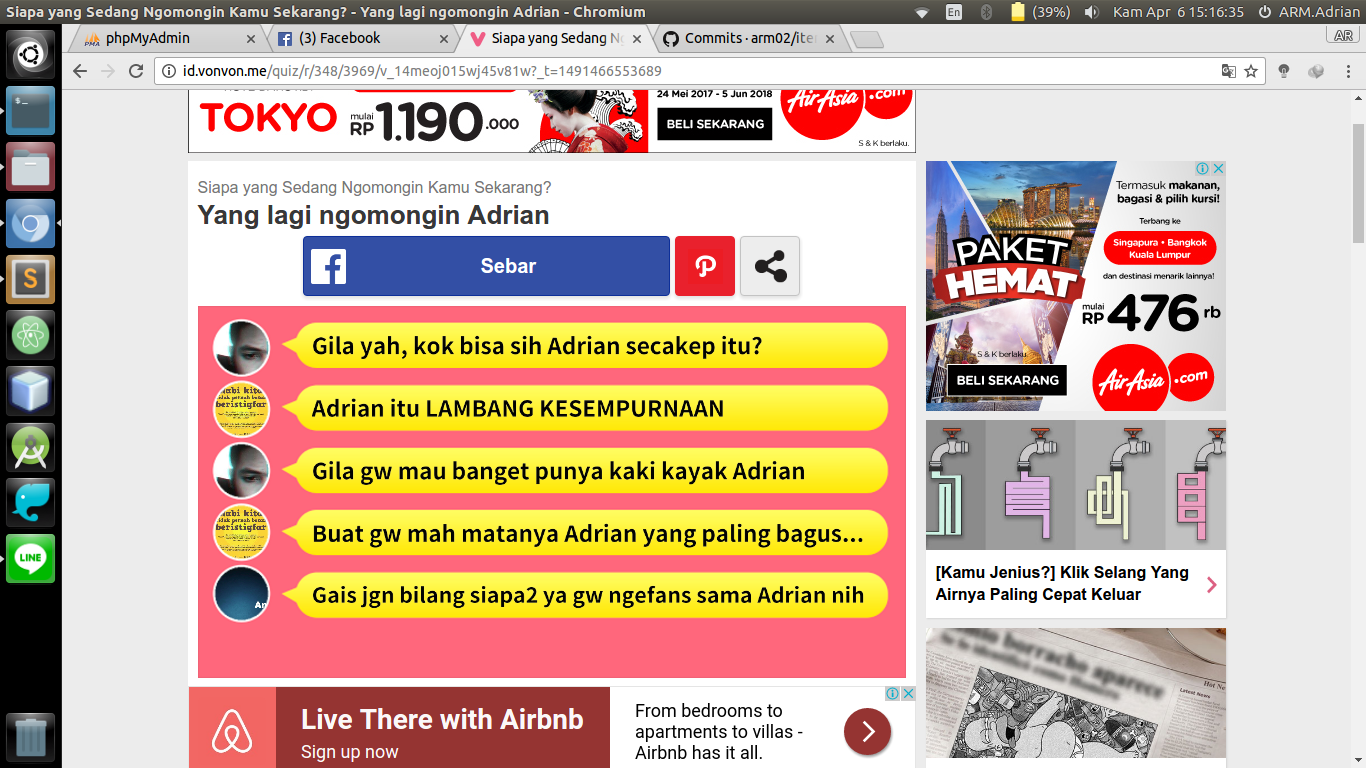 Siapa yang Sedang Ngomongin Kamu Sekarang? - Yang lagi ngomongin Adrian - Chromium
En
(39%)
Kam Apr 6 15:16:35
ARM.Adrian
phpMyAdmin
(3) Facebook
Siapa yang Sedang N
Commits · arm02/ite
AR
id.vonvon.me/quiz/r/348/3969/v_14meoj015wj45v81w?_t=1491466553689
TOKYO
mulai
RP 1.190.000
24 Mei 2017 - 5 Jun 2018
BELI SEKARANG
AirAsia.com
S & K berlaku.
Siapa yang Sedang Ngomongin Kamu Sekarang?
Yang lagi ngomongin Adrian
Sebar
Gila yah, kok bisa sih Adrian secakep itu?
Adrian itu LAMBANG KESEMPURNAAN
Gila gw mau banget punya kaki kayak Adrian
Buat gw mah matanya Adrian yang paling bagus...
Gais jgn bilang siapa2 ya gw ngefans sama Adrian nih
Live There with Airbnb
Sign up now
From bedrooms to
apartments to villas -
Airbnb has it all.
Termasuk makanan,
bagasi & pilih kursi!
Terbang ke
Singapura • Bangkok
Kuala Lumpur
dan destinasi menarik lainnya!
PAKET
HEMAT
mulai
RP 476 rb
S & K berlaku.
BELI SEKARANG
AirAsia.com
[Kamu Jenius?] Klik Selang Yang
Airnya Paling Cepat Keluar
borracho aparece
Latest News
LINE